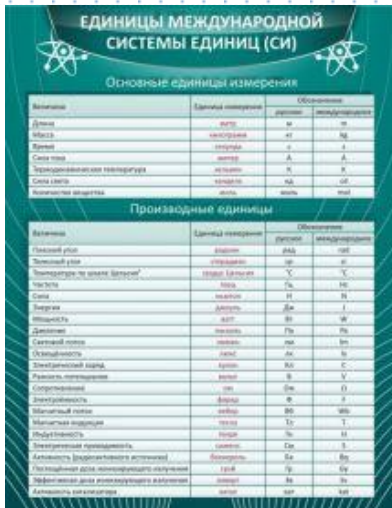 ЕДИНИЦЫ МЕЖДУНАРОДНОЙ
СИСТЕМЫ ЕДИНИЦ (СИ)
Основные единицы измерения
Величина Единица измерения Обозначение
русское международное
Длина метр м m
Масса килограмм кг kg
Время секунда с s
Сила тока ампер А A
Термодинамическая температура кельвин К K
Сила света кандела кд cd
Количество вещества моль моль mol
Производные единицы
Величина Единица измерения Обозначение
русское международное
Плоский угол радиан рад rad
Телесный угол стерадиан ср sr
Температура по шкале Цельсия° градус Цельсия °C °C
Частота герц Гц Hz
Сила ньютон Н N
Энергия джоуль Дж J
Мощность ватт Вт W
Давление паскаль Па Pa
Световой поток люмен лм lm
Освещённость люкс лк lx
Электрический заряд кулон Кл C
Разность потенциалов вольт В V
Сопротивление ом Ом Ω
Электроёмкость фарад Ф F
Магнитный поток вебер Вб Wb
Магнитная индукция тесла Тл T
Индуктивность генри Гн H
Электрическая проводимость сименс См S
Активность (радиоактивного источника) беккерель Бк Bq
Поглощённая доза ионизирующего излучения грэй Гр Gy
Эффективная доза ионизирующего излучения зиверт Зв Sv
Активность катализатора катал кат kat